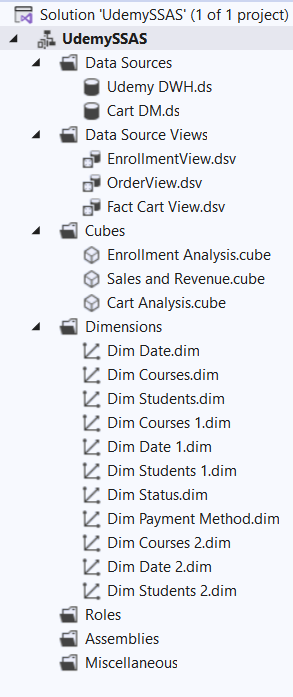 Solution 'UdemySSAS' (1 of 1 project)
UdemySSAS
Data Sources
Udemy DWH.ds
Cart DM.ds
Data Source Views
EnrollmentView.dsv
OrderView.dsv
Fact Cart View.dsv
Cubes
Enrollment Analysis.cube
Sales and Revenue.cube
Cart Analysis.cube
Dimensions
Dim Date.dim
Dim Courses.dim
Dim Students.dim
Dim Courses 1.dim
Dim Date 1.dim
Dim Students 1.dim
Dim Status.dim
Dim Payment Method.dim
Dim Courses 2.dim
Dim Date 2.dim
Dim Students 2.dim
Roles
Assemblies
Miscellaneous